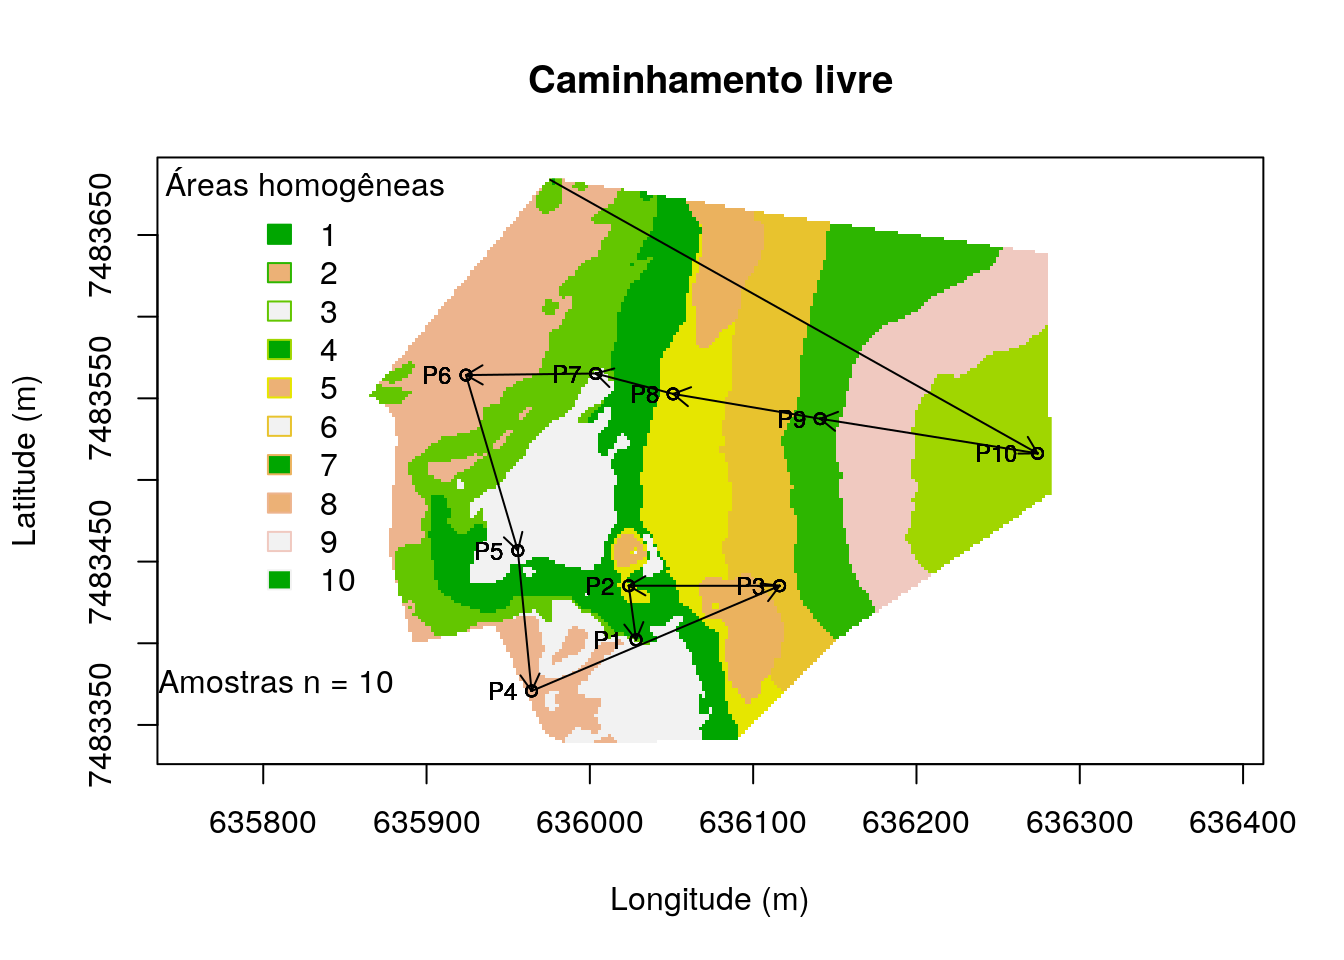 Caminhamento livre
Áreas homogêneas
1
2
3
4
5
6
7
8
9
10
Amostras n = 10
P6
P7
P8
P9
P10
P5
P2
P3
P1
P4
Latitude (m)
7483650
7483550
7483450
7483350
635800 635900 636000 636100 636200 636300 636400
Longitude (m)